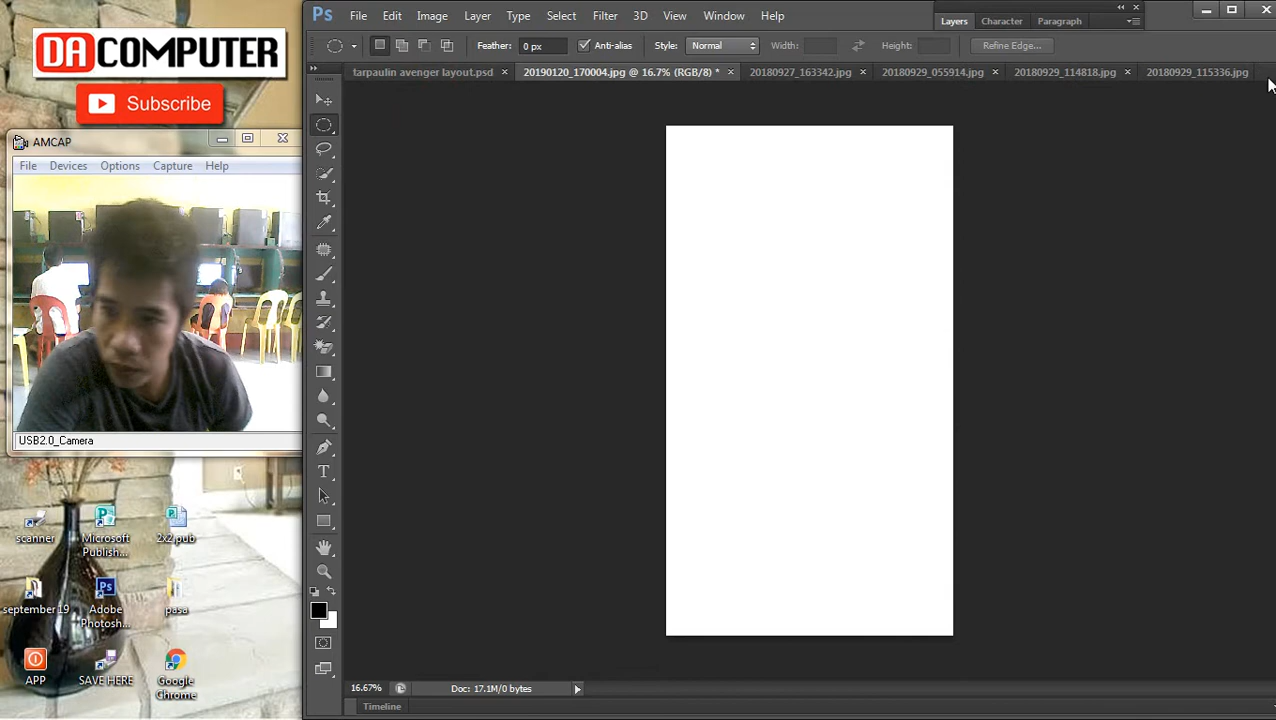 DA COMPUTER
Subscribe
AMCAP
File Devices Options Capture Help
USB2.0_Camera
scanner
Microsoft Publish...
2x2.pub
september 19
Adobe Photosh...
pasa
APP
SAVE HERE
Google Chrome
Ps File Edit Image Layer Type Select Filter 3D View Window Help
Layers Character Paragraph
Feather: 0 px Anti-alias Style: Normal Width: Height: Refine Edge...
tarpaulin avenger layout.psd × 20190120_170004.jpg @ 16.7% (RGB/8) * × 20180927_163342.jpg × 20180929_055914.jpg × 20180929_114818.jpg × 20180929_115336.jpg
16.67% Doc: 17.1M/0 bytes
Timeline